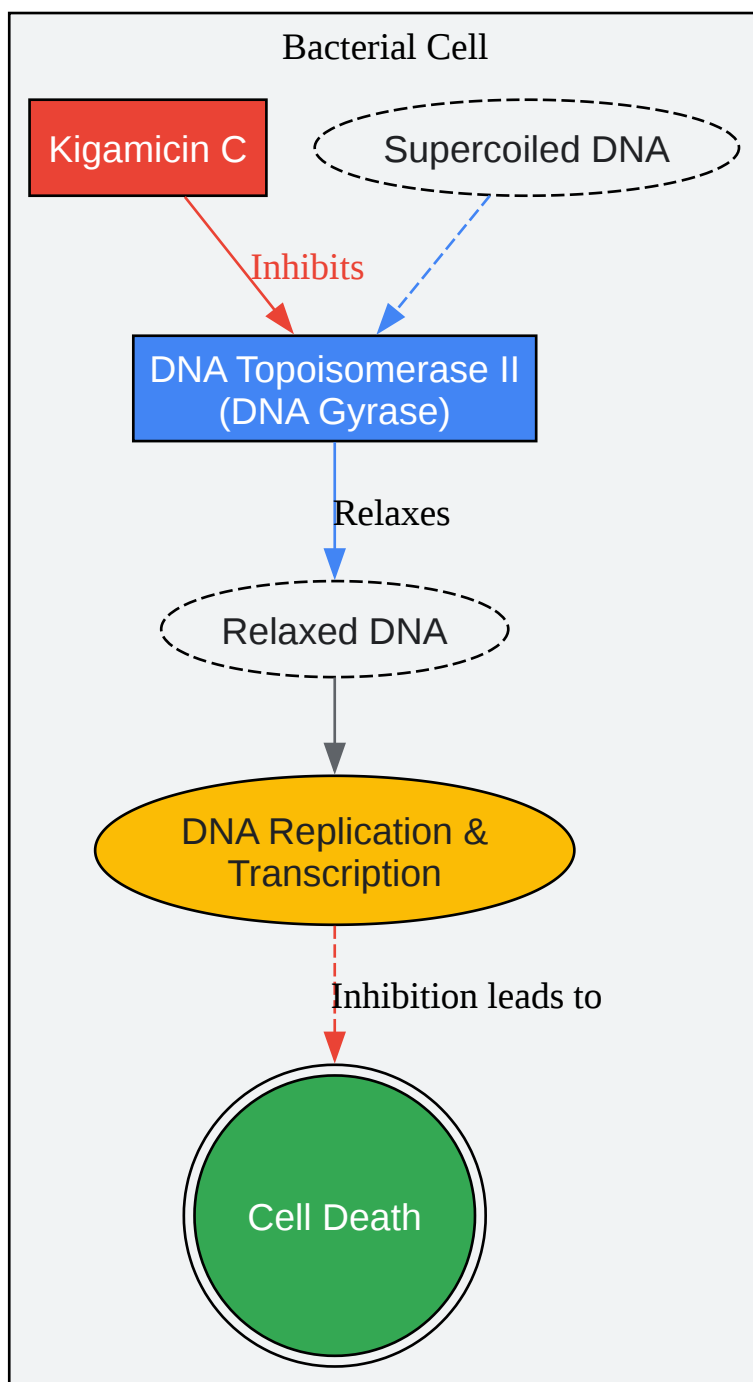 Bacterial Cell
Kigamicin C
Supercoiled DNA
Inhibits
DNA Topoisomerase II
(DNA Gyrase)
Relaxes
Relaxed DNA
DNA Replication &
Transcription
Inhibition leads to
Cell Death